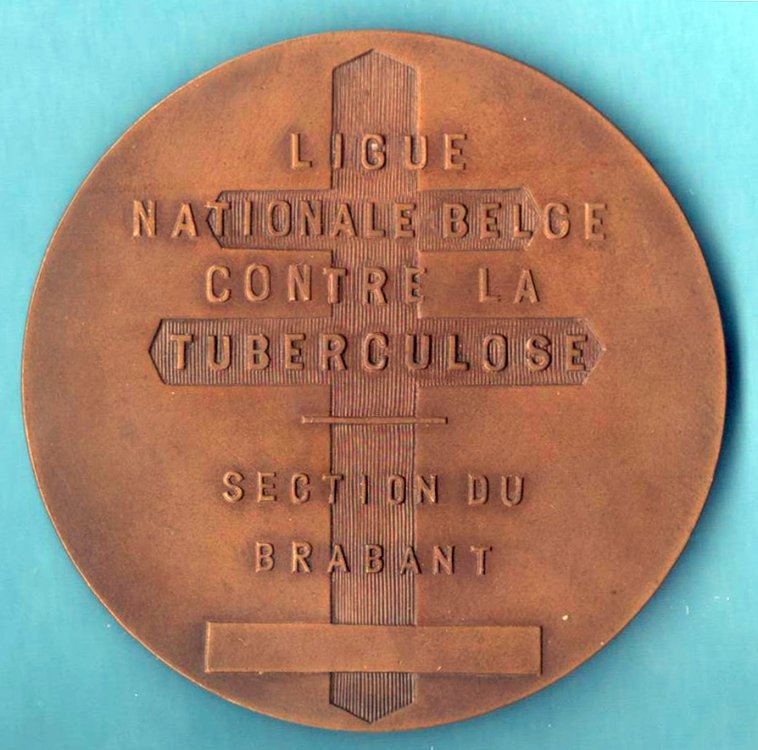 LIGUE
NATIONALE BELGE
CONTRE LA
TUBERCULOSE
SECTION DU
BRABANT